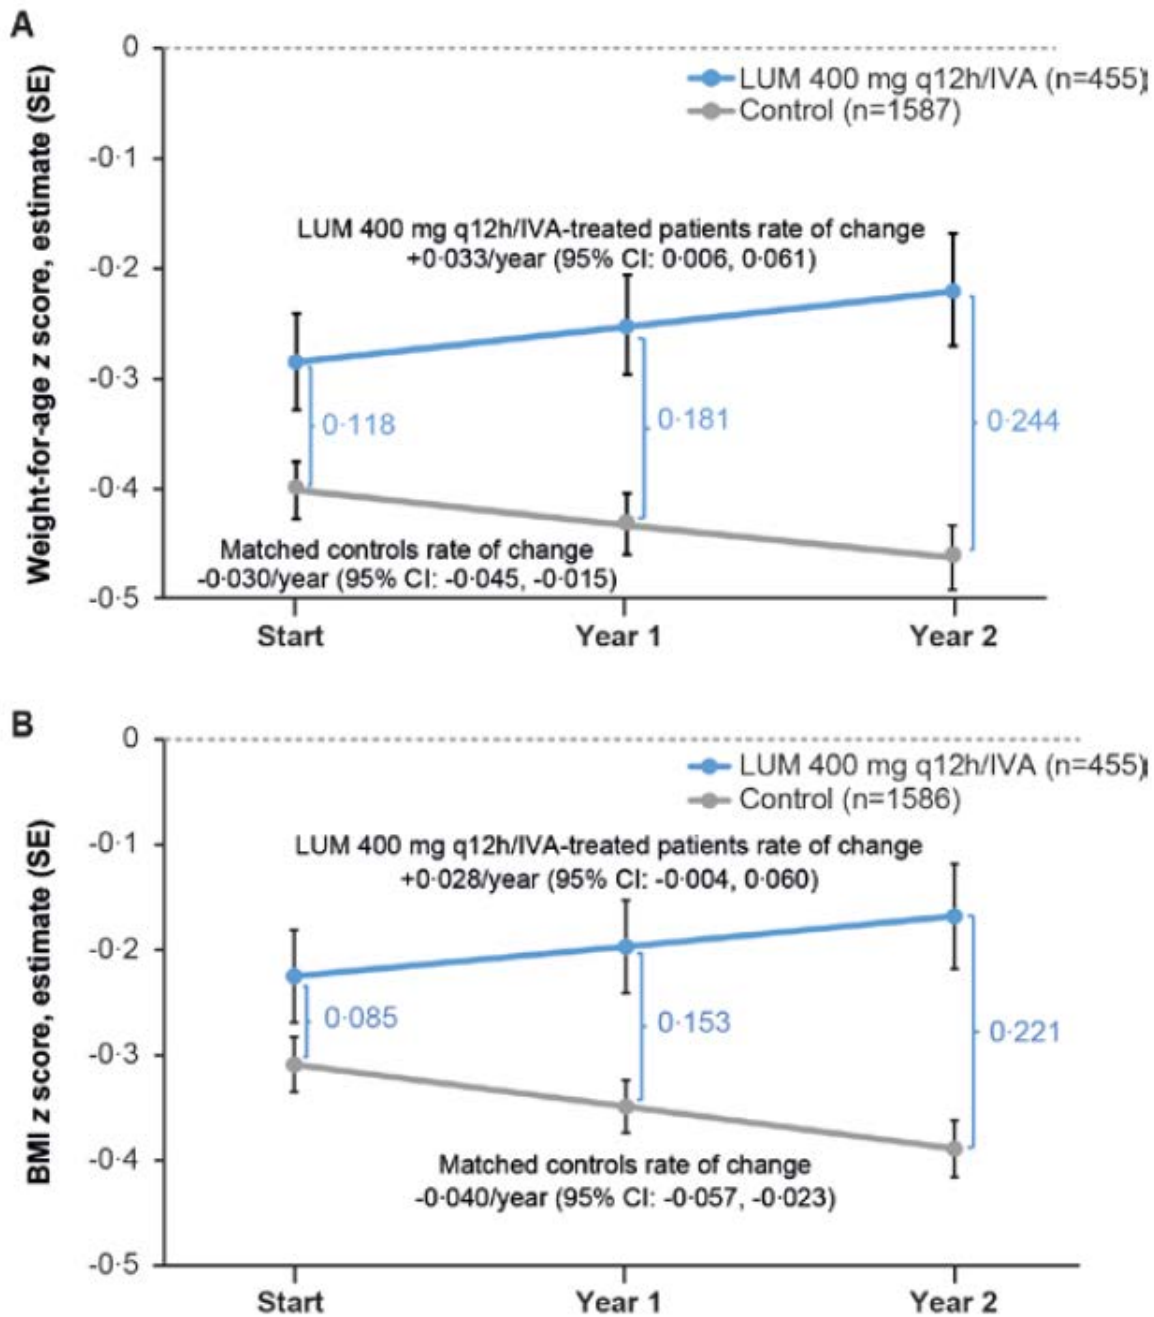 A
Weight-for-age z score, estimate (SE)
0
-0·1
-0·2
-0·3
-0·4
-0·5
LUM 400 mg q12h/IVA (n=455)
Control (n=1587)
LUM 400 mg q12h/IVA-treated patients rate of change
+0·033/year (95% CI: 0·006, 0·061)
0·118
0·181
0·244
Matched controls rate of change
-0·030/year (95% CI: -0·045, -0·015)
Start
Year 1
Year 2
B
BMI z score, estimate (SE)
0
-0·1
-0·2
-0·3
-0·4
-0·5
LUM 400 mg q12h/IVA (n=455)
Control (n=1586)
LUM 400 mg q12h/IVA-treated patients rate of change
+0·028/year (95% CI: -0·004, 0·060)
0·085
0·153
0·221
Matched controls rate of change
-0·040/year (95% CI: -0·057, -0·023)
Start
Year 1
Year 2